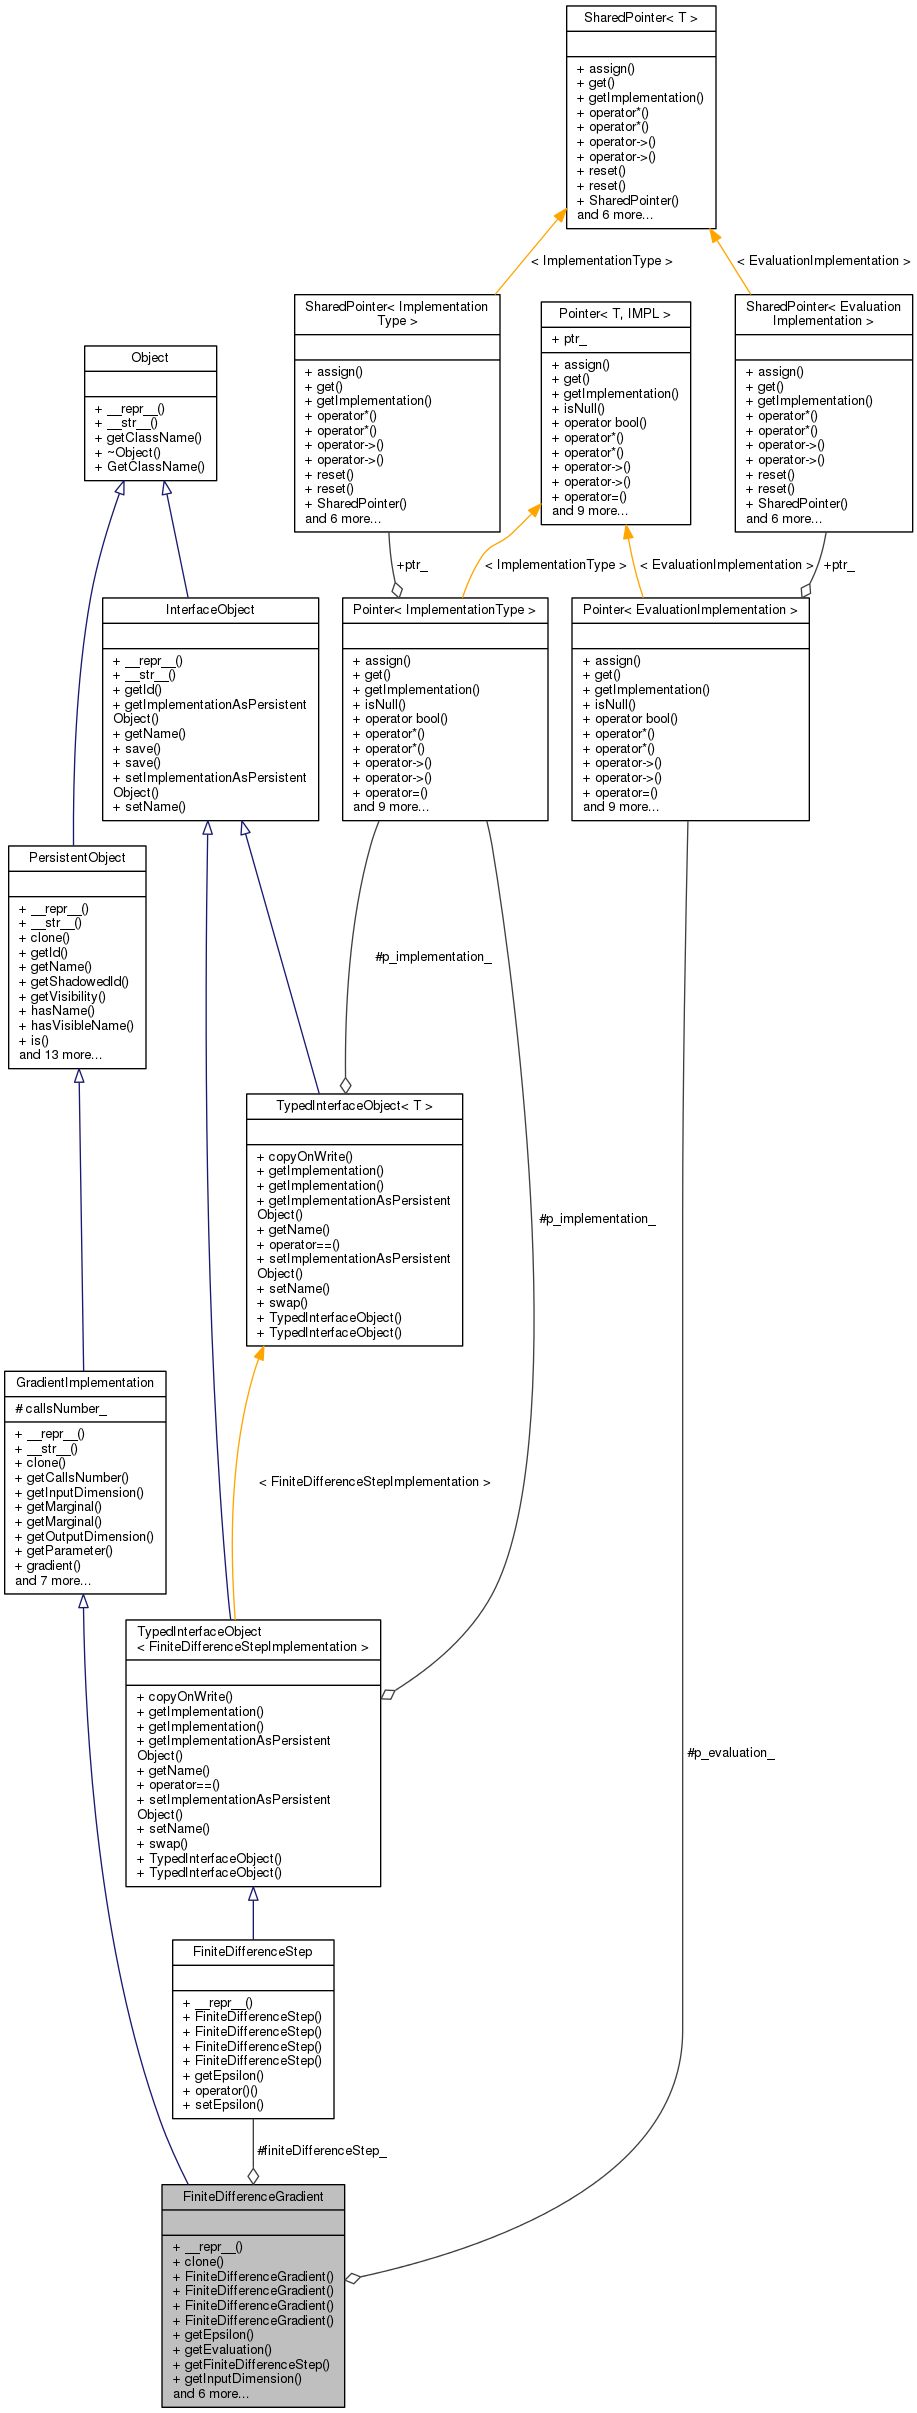 SharedPointer< T >
+ assign()
+ get()
+ getImplementation()
+ operator*()
+ operator*()
+ operator->()
+ operator->()
+ reset()
+ reset()
+ SharedPointer()
and 6 more...
< ImplementationType >
< EvaluationImplementation >
SharedPointer< Implementation
Type >
+ assign()
+ get()
+ getImplementation()
+ operator*()
+ operator*()
+ operator->()
+ operator->()
+ reset()
+ reset()
+ SharedPointer()
and 6 more...
Pointer< T, IMPL >
+ ptr_
+ assign()
+ get()
+ getImplementation()
+ isNull()
+ operator bool()
+ operator*()
+ operator*()
+ operator->()
+ operator->()
+ operator=()
and 9 more...
SharedPointer< Evaluation
Implementation >
+ assign()
+ get()
+ getImplementation()
+ operator*()
+ operator*()
+ operator->()
+ operator->()
+ reset()
+ reset()
+ SharedPointer()
and 6 more...
Object
+ __repr__()
+ __str__()
+ getClassName()
+ ~Object()
+ GetClassName()
+ptr_
< ImplementationType >
< EvaluationImplementation >
+ptr_
InterfaceObject
+ __repr__()
+ __str__()
+ getId()
+ getImplementationAsPersistent
Object()
+ getName()
+ save()
+ save()
+ setImplementationAsPersistent
Object()
+ setName()
Pointer< ImplementationType >
+ assign()
+ get()
+ getImplementation()
+ isNull()
+ operator bool()
+ operator*()
+ operator*()
+ operator->()
+ operator->()
+ operator=()
and 9 more...
Pointer< EvaluationImplementation >
+ assign()
+ get()
+ getImplementation()
+ isNull()
+ operator bool()
+ operator*()
+ operator*()
+ operator->()
+ operator->()
+ operator=()
and 9 more...
PersistentObject
+ __repr__()
+ __str__()
+ clone()
+ getId()
+ getName()
+ getShadowedId()
+ getVisibility()
+ hasName()
+ hasVisibleName()
+ is()
and 13 more...
#p_implementation_
TypedInterfaceObject< T >
+ copyOnWrite()
+ getImplementation()
+ getImplementation()
+ getImplementationAsPersistent
Object()
+ getName()
+ operator==()
+ setImplementationAsPersistent
Object()
+ setName()
+ swap()
+ TypedInterfaceObject()
+ TypedInterfaceObject()
#p_implementation_
GradientImplementation
# callsNumber_
+ __repr__()
+ __str__()
+ clone()
+ getCallsNumber()
+ getInputDimension()
+ getMarginal()
+ getMarginal()
+ getOutputDimension()
+ getParameter()
+ gradient()
and 7 more...
< FiniteDifferenceStepImplementation >
TypedInterfaceObject
< FiniteDifferenceStepImplementation >
+ copyOnWrite()
+ getImplementation()
+ getImplementation()
+ getImplementationAsPersistent
Object()
+ getName()
+ operator==()
+ setImplementationAsPersistent
Object()
+ setName()
+ swap()
+ TypedInterfaceObject()
+ TypedInterfaceObject()
#p_evaluation_
FiniteDifferenceStep
+ __repr__()
+ FiniteDifferenceStep()
+ FiniteDifferenceStep()
+ FiniteDifferenceStep()
+ FiniteDifferenceStep()
+ getEpsilon()
+ operator()()
+ setEpsilon()
#finiteDifferenceStep_
FiniteDifferenceGradient
+ __repr__()
+ clone()
+ FiniteDifferenceGradient()
+ FiniteDifferenceGradient()
+ FiniteDifferenceGradient()
+ FiniteDifferenceGradient()
+ getEpsilon()
+ getEvaluation()
+ getFiniteDifferenceStep()
+ getInputDimension()
and 6 more...